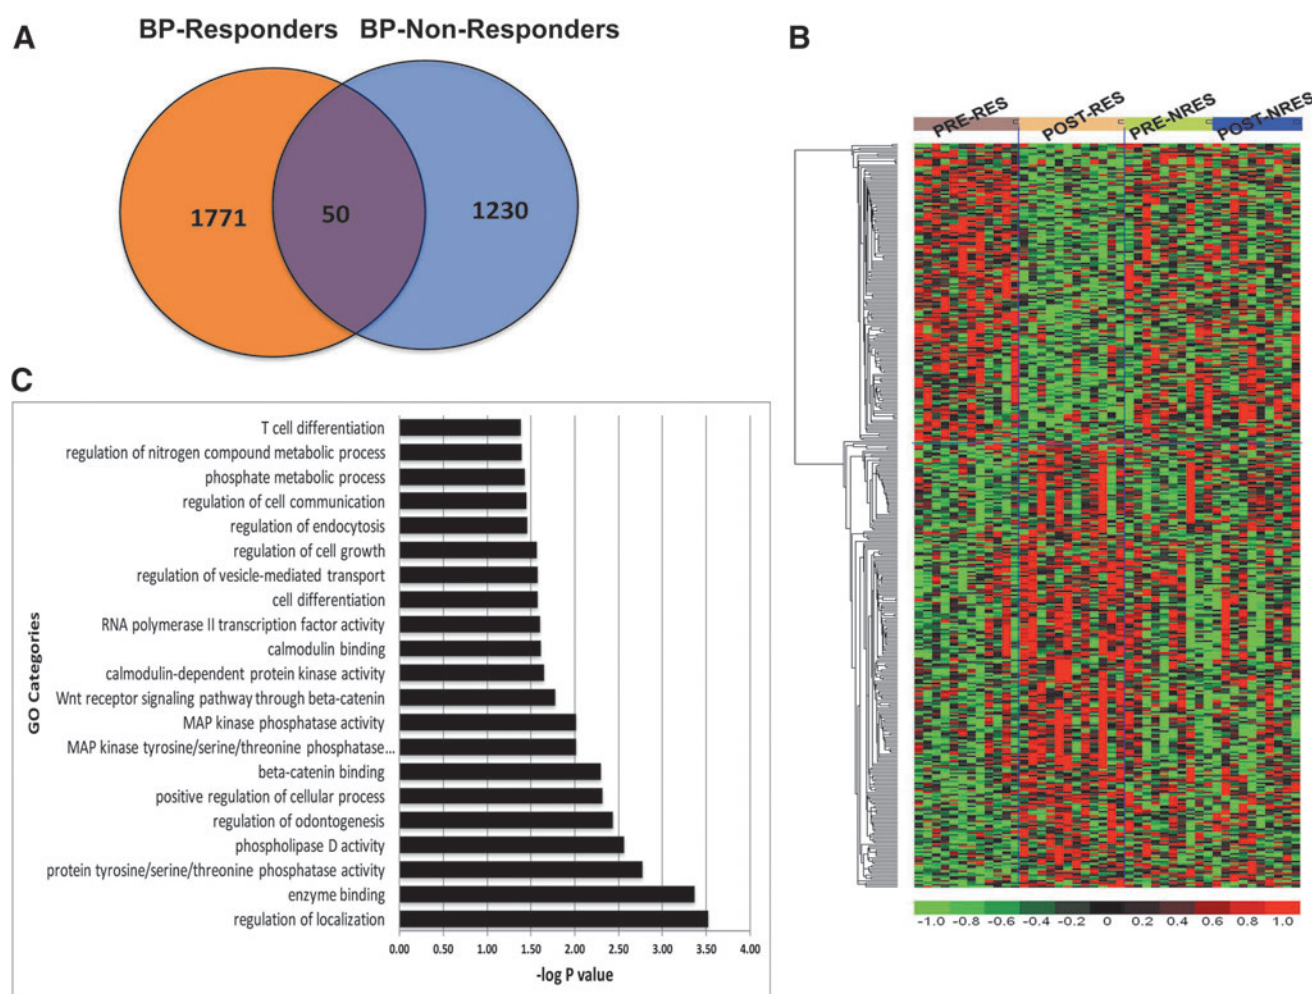 A
BP-Responders BP-Non-Responders
1771 50 1230
B
PRE-RES POST-RES PRE-NRES POST-NRES
-1.0 -0.8 -0.6 -0.4 -0.2 0 0.2 0.4 0.6 0.8 1.0
C
GO Categories
T cell differentiation
regulation of nitrogen compound metabolic process
phosphate metabolic process
regulation of cell communication
regulation of endocytosis
regulation of cell growth
regulation of vesicle-mediated transport
cell differentiation
RNA polymerase II transcription factor activity
calmodulin binding
calmodulin-dependent protein kinase activity
Wnt receptor signaling pathway through beta-catenin
MAP kinase phosphatase activity
MAP kinase tyrosine/serine/threonine phosphatase...
beta-catenin binding
positive regulation of cellular process
regulation of odontogenesis
phospholipase D activity
protein tyrosine/serine/threonine phosphatase activity
enzyme binding
regulation of localization
0.00 0.50 1.00 1.50 2.00 2.50 3.00 3.50 4.00
-log P value